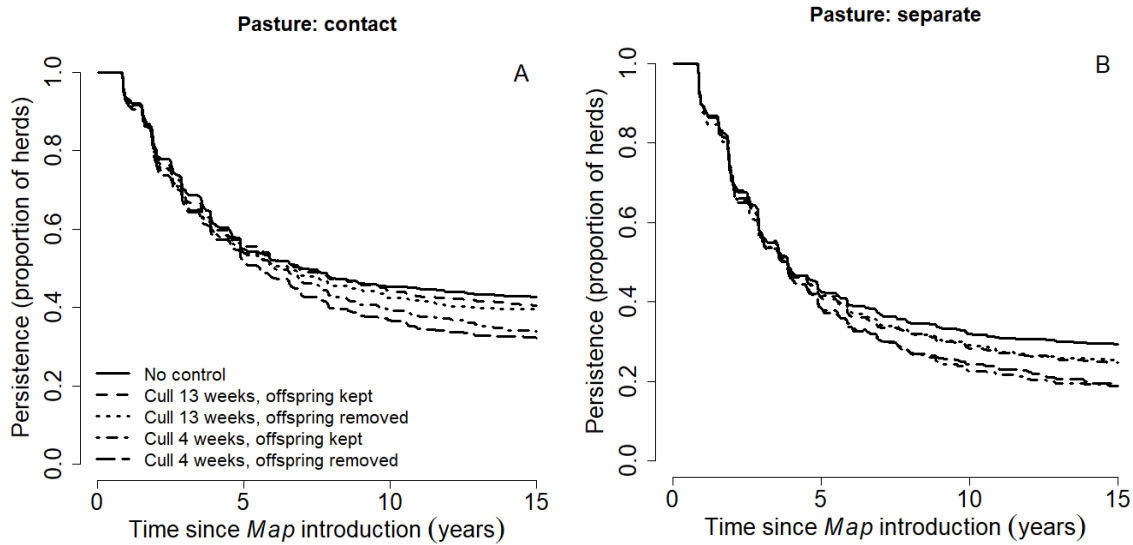 Pasture: contact
A
Persistence (proportion of herds)
1.0
0.8
0.6
0.4
0.2
0.0
No control
Cull 13 weeks, offspring kept
Cull 13 weeks, offspring removed
Cull 4 weeks, offspring kept
Cull 4 weeks, offspring removed
0 5 10 15
Time since Map introduction (years)
Pasture: separate
B
Persistence (proportion of herds)
1.0
0.8
0.6
0.4
0.2
0.0
0 5 10 15
Time since Map introduction (years)